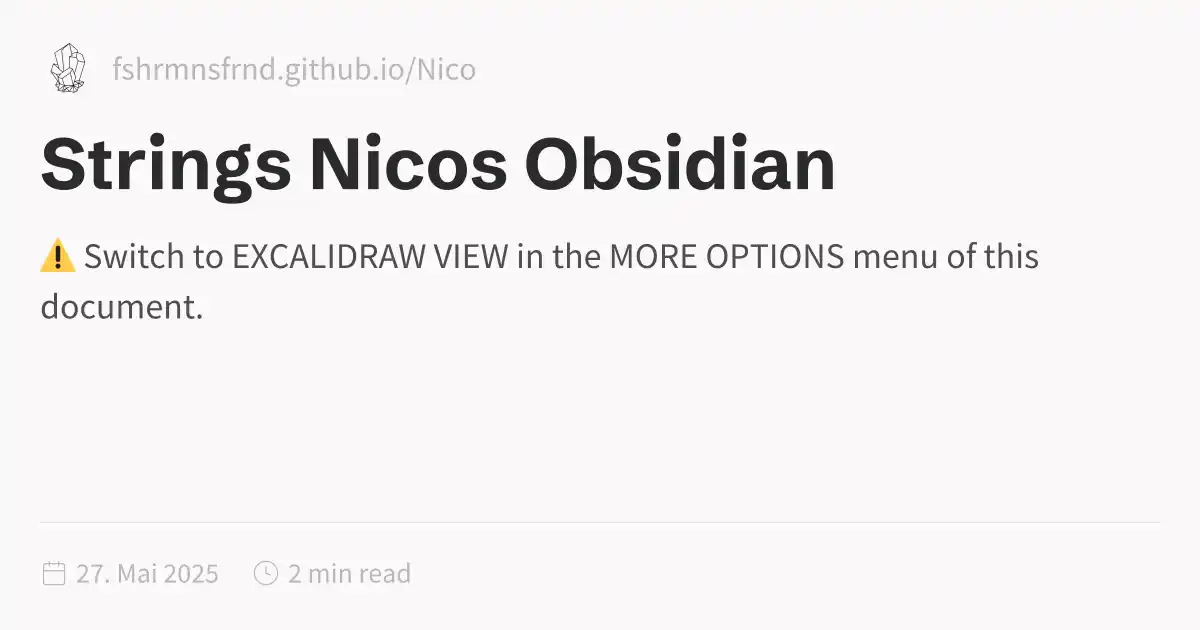 fshrmnsfrnd.github.io/Nico
Strings Nicos Obsidian
⚠️ Switch to EXCALIDRAW VIEW in the MORE OPTIONS menu of this
document.
27. Mai 2025 2 min read